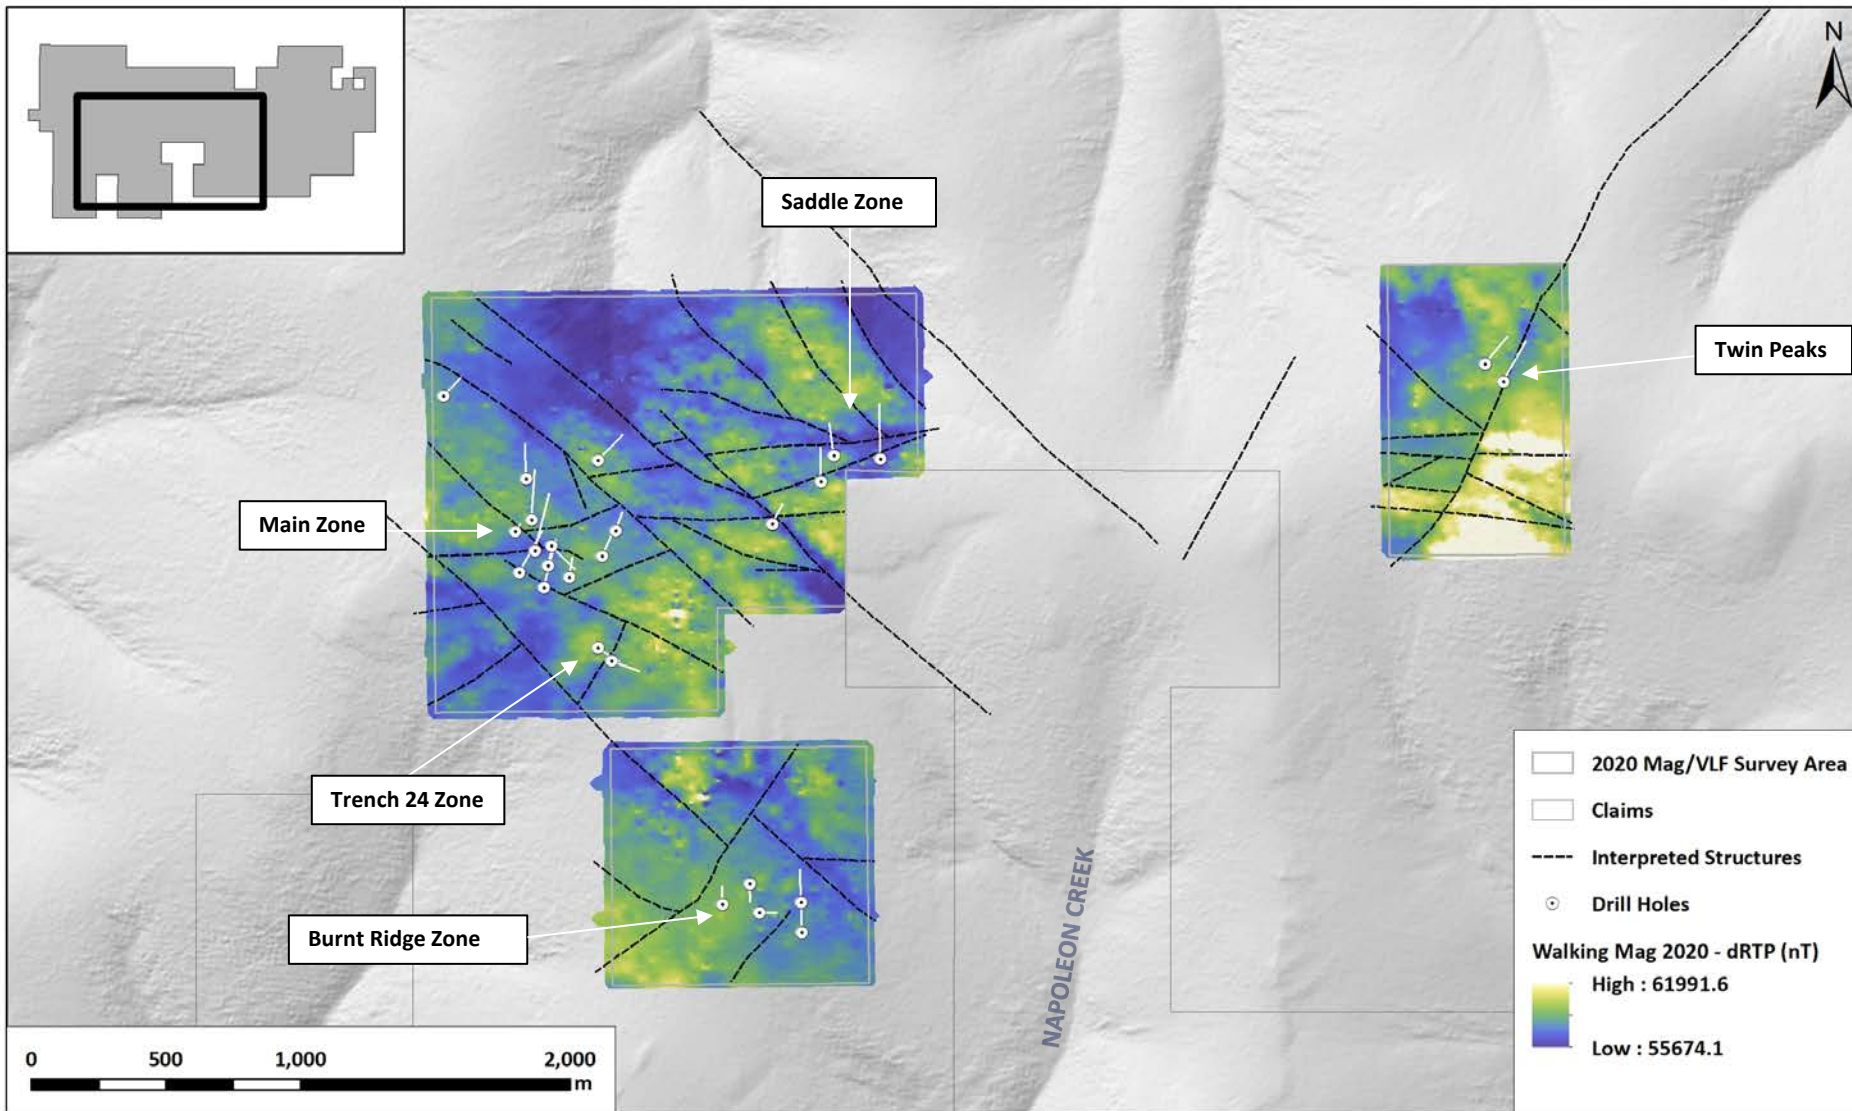 N
Saddle Zone
Twin Peaks
Main Zone
Trench 24 Zone
Burnt Ridge Zone
NAPOLEON CREEK
2020 Mag/VLF Survey Area
Claims
Interpreted Structures
Drill Holes
Walking Mag 2020 - dRTP (nT)
High : 61991.6
Low : 55674.1
0 500 1,000 2,000
m